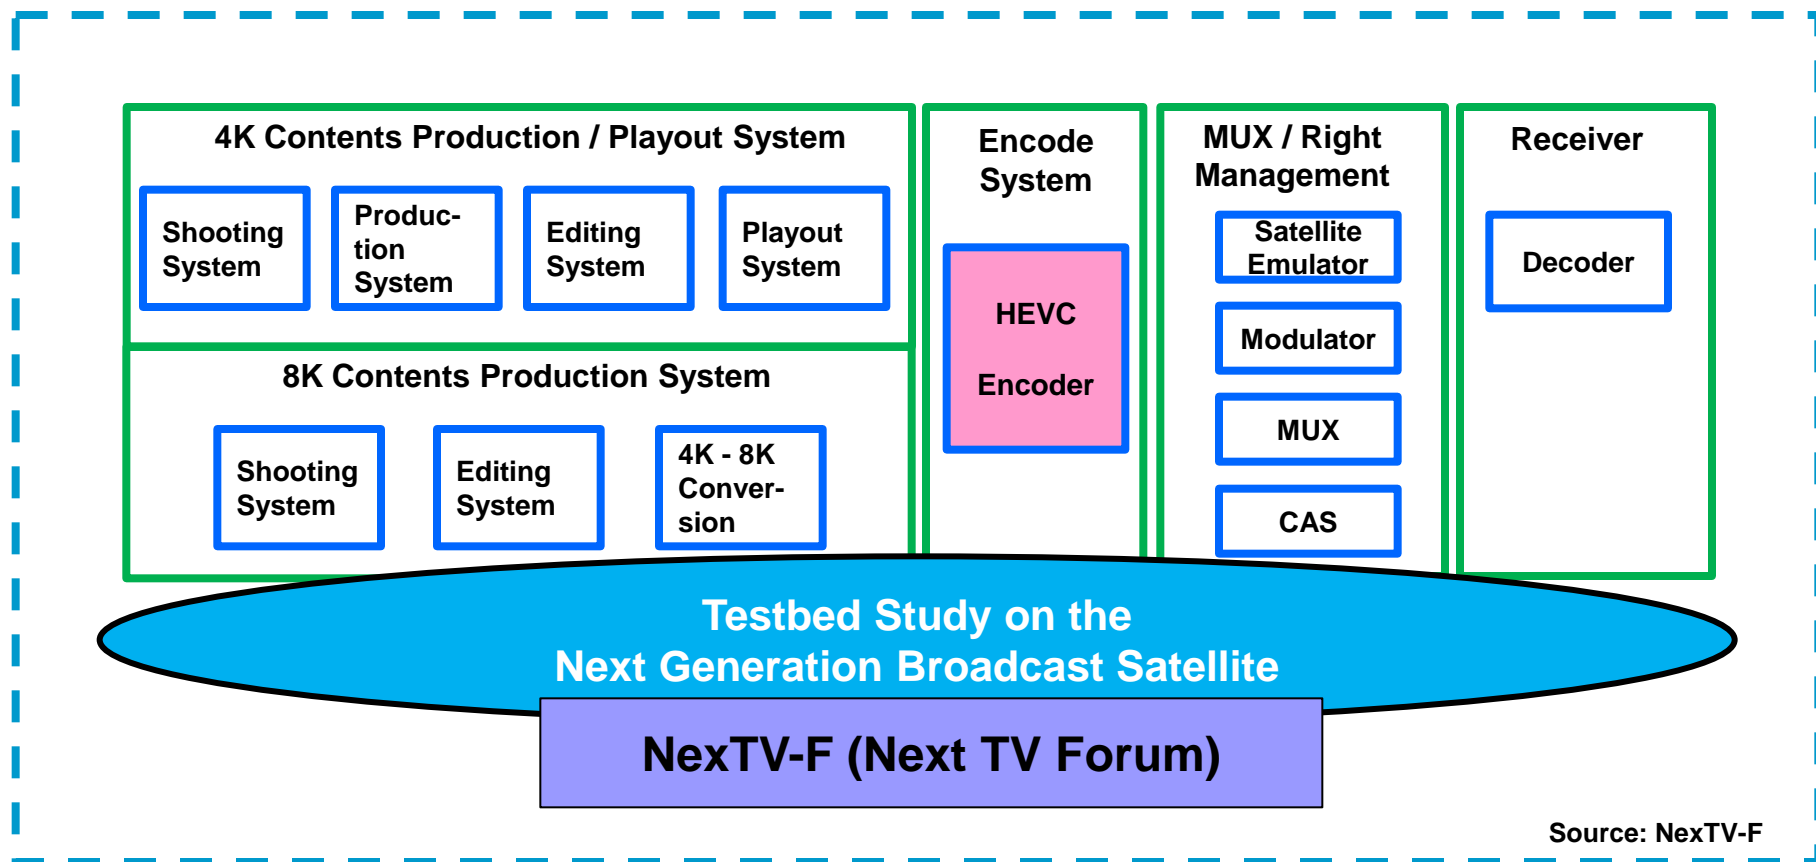 4K Contents Production / Playout System
Shooting
System
Produc-
tion
System
Editing
System
Playout
System
8K Contents Production System
Shooting
System
Editing
System
4K - 8K
Conver-
sion
Encode
System
HEVC
Encoder
MUX / Right
Management
Satellite
Emulator
Modulator
MUX
CAS
Receiver
Decoder
Testbed Study on the
Next Generation Broadcast Satellite
NexTV-F (Next TV Forum)
Source: NexTV-F